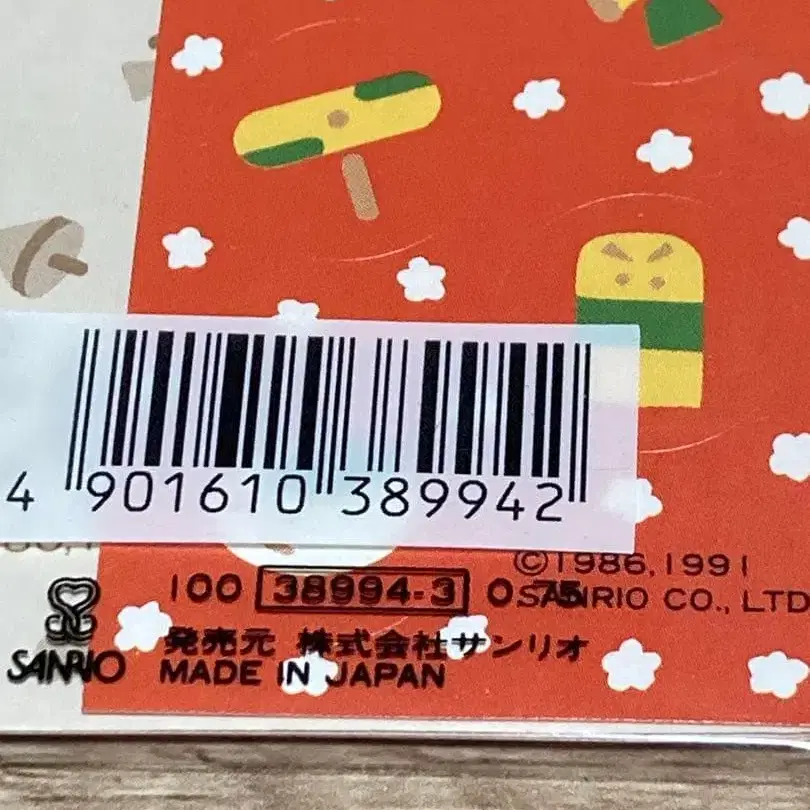 4 901610 389942
©1986, 1991
100 38994-3 0.75
SANRIO CO., LTD
SANRIO
発売元 株式会社サンリオ
MADE IN JAPAN